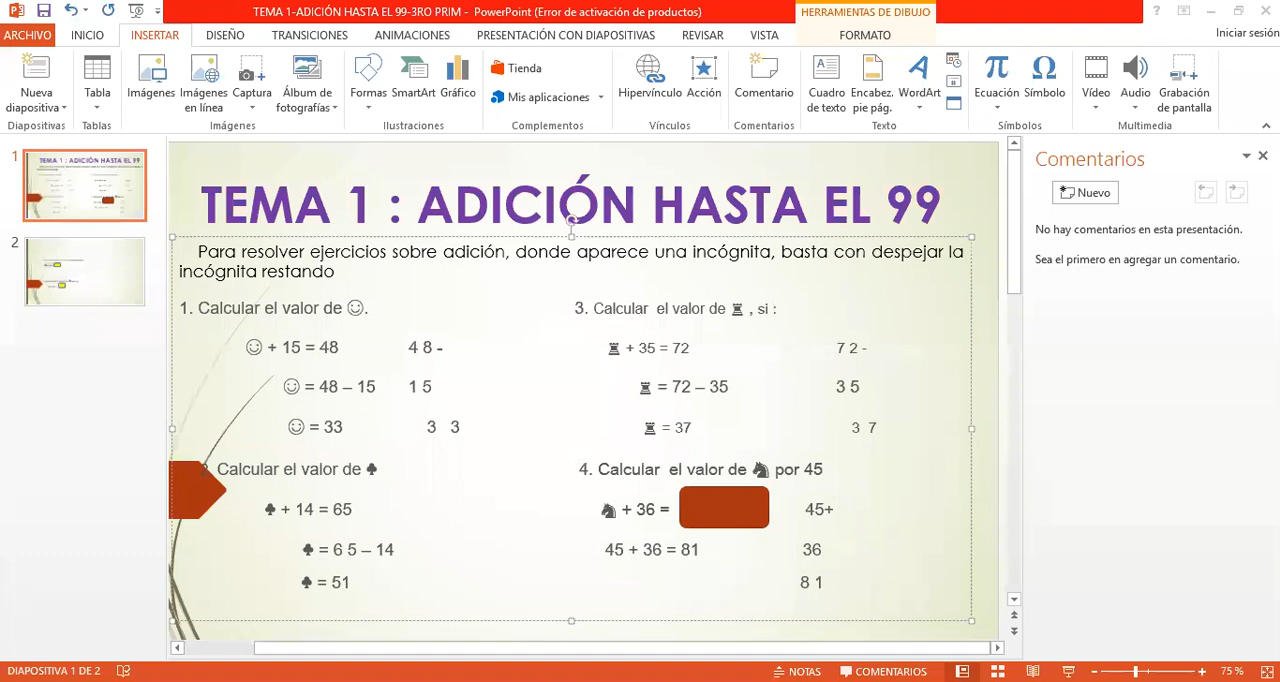 TEMA 1-ADICIÓN HASTA EL 99-3RO PRIM - PowerPoint (Error de activación de productos)
HERRAMIENTAS DE DIBUJO
?
ARCHIVO INICIO INSERTAR DISEÑO TRANSICIONES ANIMACIONES PRESENTACIÓN CON DIAPOSITIVAS REVISAR VISTA FORMATO Iniciar sesión
Nueva diapositiva
Tabla
Imágenes
Imágenes en línea
Captura
Álbum de fotografías
Formas
SmartArt
Gráfico
Tienda
Mis aplicaciones
Hipervínculo
Acción
Comentario
Cuadro de texto
Encabez. pie pág.
WordArt
Ecuación
Símbolo
Vídeo
Audio
Grabación de pantalla
Diapositivas Tablas Imágenes Ilustraciones Complementos Vínculos Comentarios Texto Símbolos Multimedia
1
TEMA 1 : ADICIÓN HASTA EL 99
2
TEMA 1 : ADICIÓN HASTA EL 99
Para resolver ejercicios sobre adición, donde aparece una incógnita, basta con despejar la
incógnita restando
1. Calcular el valor de ☺.
☺ + 15 = 48 4 8 -
☺ = 48 – 15 1 5
☺ = 33 3 3
2. Calcular el valor de ♣
♣ + 14 = 65
♣ = 6 5 – 14
♣ = 51
3. Calcular el valor de ♜ , si :
♜ + 35 = 72 7 2 -
♜ = 72 – 35 3 5
♜ = 37 3 7
4. Calcular el valor de ♞ por 45
♞ + 36 = 45+
45 + 36 = 81 36
8 1
Comentarios
Nuevo
No hay comentarios en esta presentación.
Sea el primero en agregar un comentario.
DIAPOSITIVA 1 DE 2 NOTAS COMENTARIOS 75 %